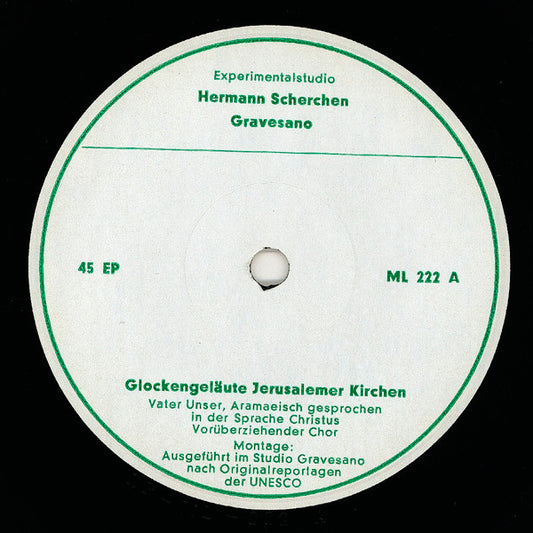 Experimentalstudio
Hermann Scherchen
Gravesano
45 EP
ML 222 A
Glockengeläute Jerusalemer Kirchen
Vater Unser, Aramaeisch gesprochen
in der Sprache Christus
Vorüberziehender Chor
Montage:
Ausgeführt im Studio Gravesano
nach Originalreportagen
der UNESCO